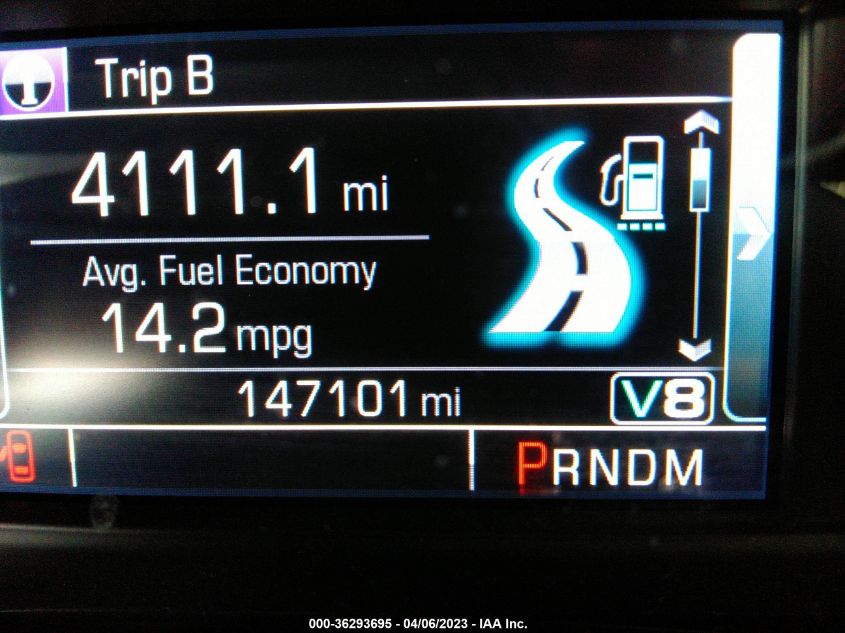 Trip B
4111.1 mi
Avg. Fuel Economy
14.2 mpg
147101 mi V8
PRNDM
000-36293695 - 04/06/2023 - IAA Inc.